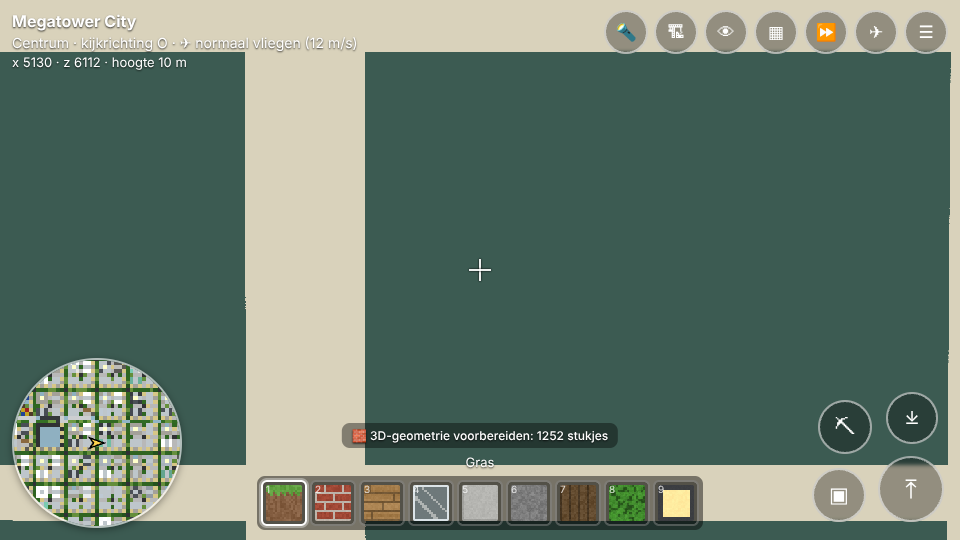 Megatower City
Centrum · kijkrichting O · ✈ normaal vliegen (12 m/s)
x 5130 · z 6112 · hoogte 10 m
3D-geometrie voorbereiden: 1252 stukjes
Gras
1 2 3 4 5 6 7 8 9